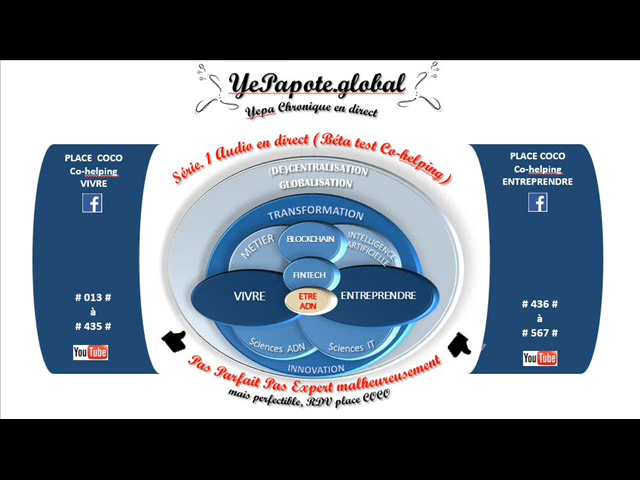 YePapote.global
Yepa Chronique en direct
Série, 1 Audio en direct (Béta test Co-helping)
PLACE COCO
Co-helping
VIVRE
# 013 #
à
# 435 #
YouTube
(DE)CENTRALISATION
GLOBALISATION
TRANSFORMATION
METIER
BLOCKCHAIN
INTELLIGENCE
ARTIFICIELLE
FINTECH
VIVRE
ETRE
ADN
ENTREPRENDRE
Sciences ADN
Sciences IT
INNOVATION
PLACE COCO
Co-helping
ENTREPRENDRE
# 436 #
à
# 567 #
YouTube
Pas Parfait Pas Expert malheureusement
mais perfectible, RDV place COCO